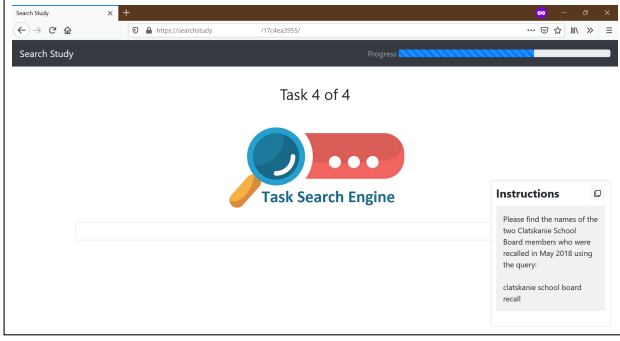 Search Study
https://searchstudy. /17c4ea3955/
Search Study
Progress
Task 4 of 4
Task Search Engine
Instructions
Please find the names of the
two Clatskanie School
Board members who were
recalled in May 2018 using
the query:
clatskanie school board
recall